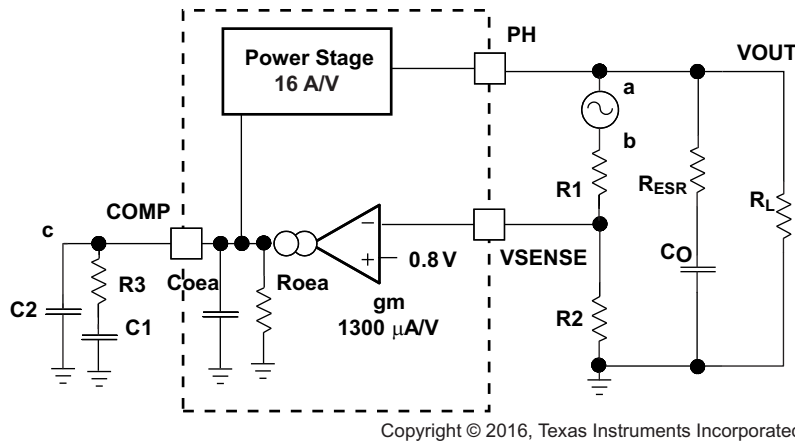 PH
VOUT
Power Stage
16 A/V
a
b
R1
RESR
RL
COMP
c
−
+
0.8 V
VSENSE
CO
R3
Coea
Roea
C2
C1
gm
1300 µA/V
R2
Copyright © 2016, Texas Instruments Incorporated